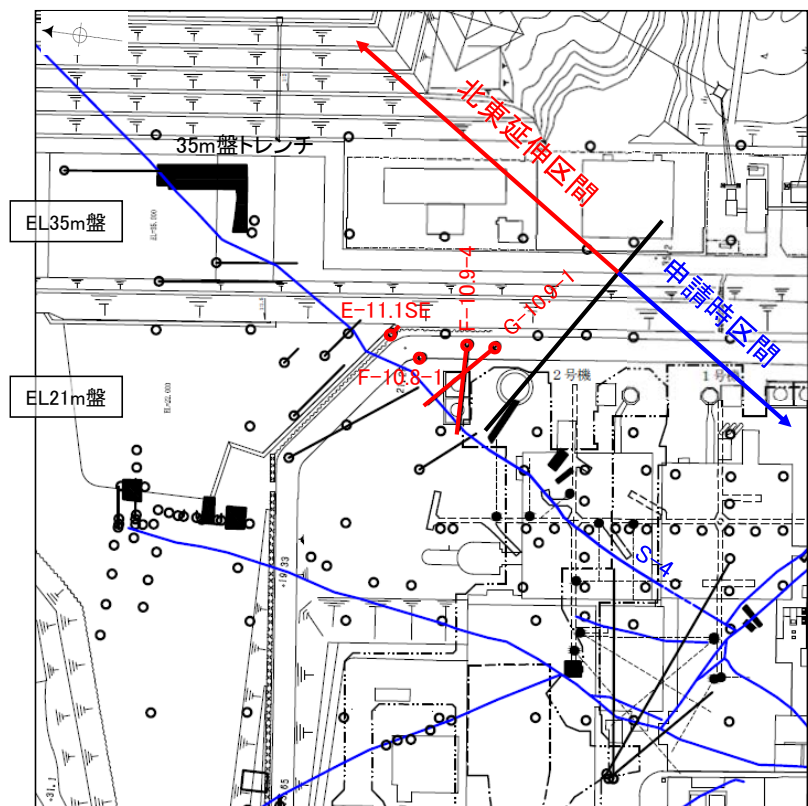 北東延伸区間
35m盤トレンチ
EL35m盤
F-10.9-4
G-10.9-1
申請時区間
E-11.1SE
F-10.8-1
EL21m盤
2号機
1号機
S-4